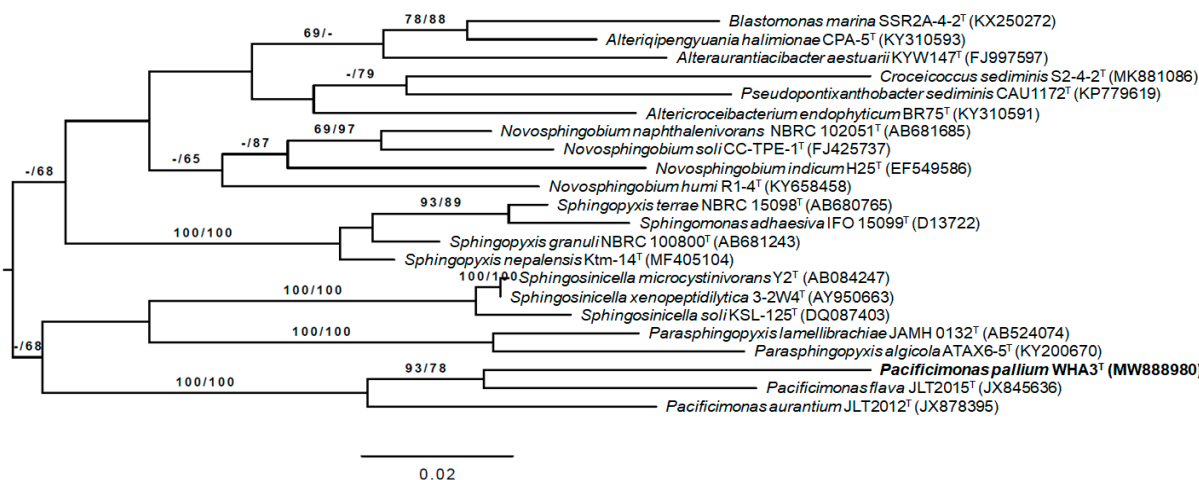 78/88
Blastomonas marina SSR2A-4-2ᵀ (KX250272)
69/-
Alteriqipengyuania halimionae CPA-5ᵀ (KY310593)
Alteraurantiacibacter aestuarii KYW147ᵀ (FJ997597)
-/79
Croceicoccus sediminis S2-4-2ᵀ (MK881086)
Pseudopontixanthobacter sediminis CAU1172ᵀ (KP779619)
Altericroceibacterium endophyticum BR75ᵀ (KY310591)
69/97
Novosphingobium naphthalenivorans NBRC 102051ᵀ (AB681685)
-/87
Novosphingobium soli CC-TPE-1ᵀ (FJ425737)
-/65
Novosphingobium indicum H25ᵀ (EF549586)
-/68
Novosphingobium humi R1-4ᵀ (KY658458)
93/89
Sphingopyxis terrae NBRC 15098ᵀ (AB680765)
Sphingomonas adhaesiva IFO 15099ᵀ (D13722)
100/100
Sphingopyxis granuli NBRC 100800ᵀ (AB681243)
Sphingopyxis nepalensis Ktm-14ᵀ (MF405104)
100/100
Sphingosinicella microcystinivorans Y2ᵀ (AB084247)
100/100
Sphingosinicella xenopeptidilytica 3-2W4ᵀ (AY950663)
Sphingosinicella soli KSL-125ᵀ (DQ087403)
100/100
Parasphingopyxis lamellibrachiae JAMH 0132ᵀ (AB524074)
-/68
Parasphingopyxis algicola ATAX6-5ᵀ (KY200670)
93/78
Pacificimonas pallium WHA3ᵀ (MW888980)
100/100
Pacificimonas flava JLT2015ᵀ (JX845636)
Pacificimonas aurantium JLT2012ᵀ (JX878395)
0.02